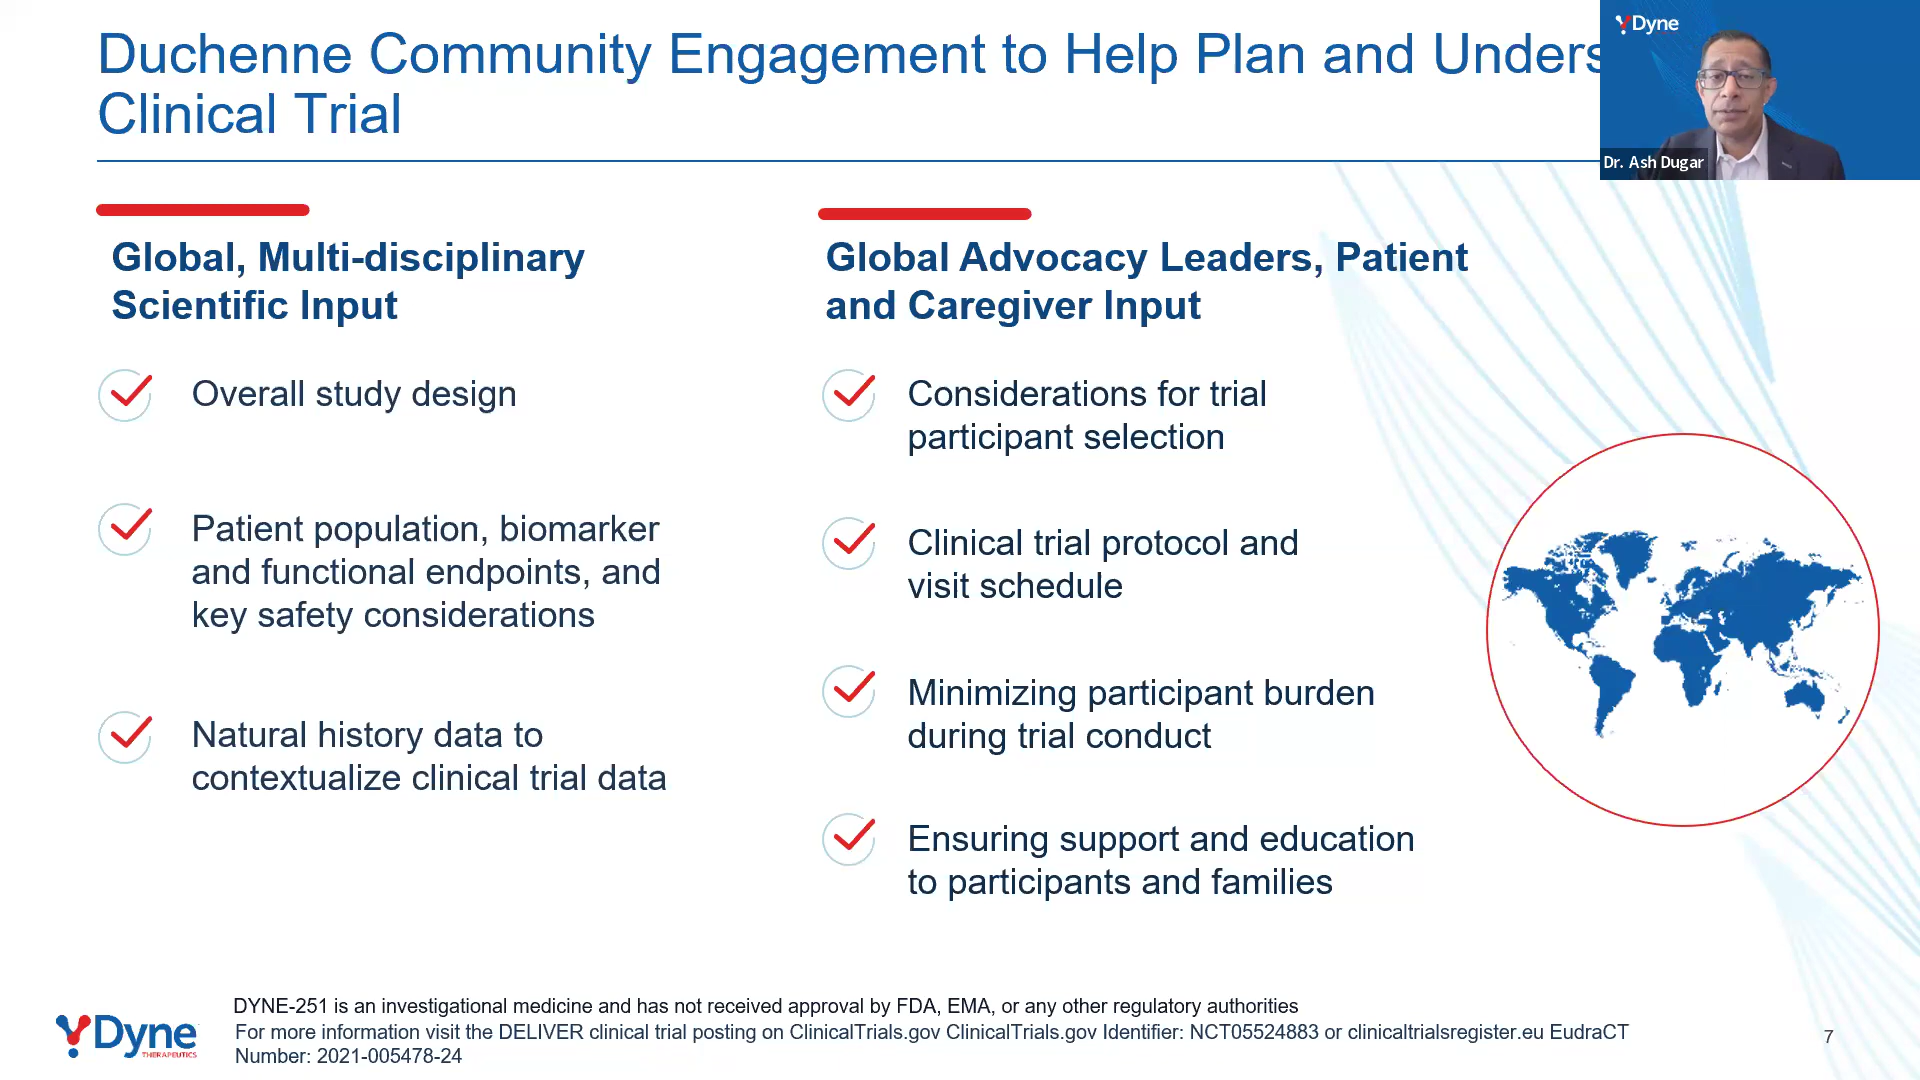 Duchenne Community Engagement to Help Plan and Unders
Clinical Trial
Dyne
Dr. Ash Dugar
Global, Multi-disciplinary
Scientific Input
Overall study design
Patient population, biomarker
and functional endpoints, and
key safety considerations
Natural history data to
contextualize clinical trial data
Global Advocacy Leaders, Patient
and Caregiver Input
Considerations for trial
participant selection
Clinical trial protocol and
visit schedule
Minimizing participant burden
during trial conduct
Ensuring support and education
to participants and families
Dyne
THERAPEUTICS
DYNE-251 is an investigational medicine and has not received approval by FDA, EMA, or any other regulatory authorities
For more information visit the DELIVER clinical trial posting on ClinicalTrials.gov ClinicalTrials.gov Identifier: NCT05524883 or clinicaltrialsregister.eu EudraCT
Number: 2021-005478-24
7